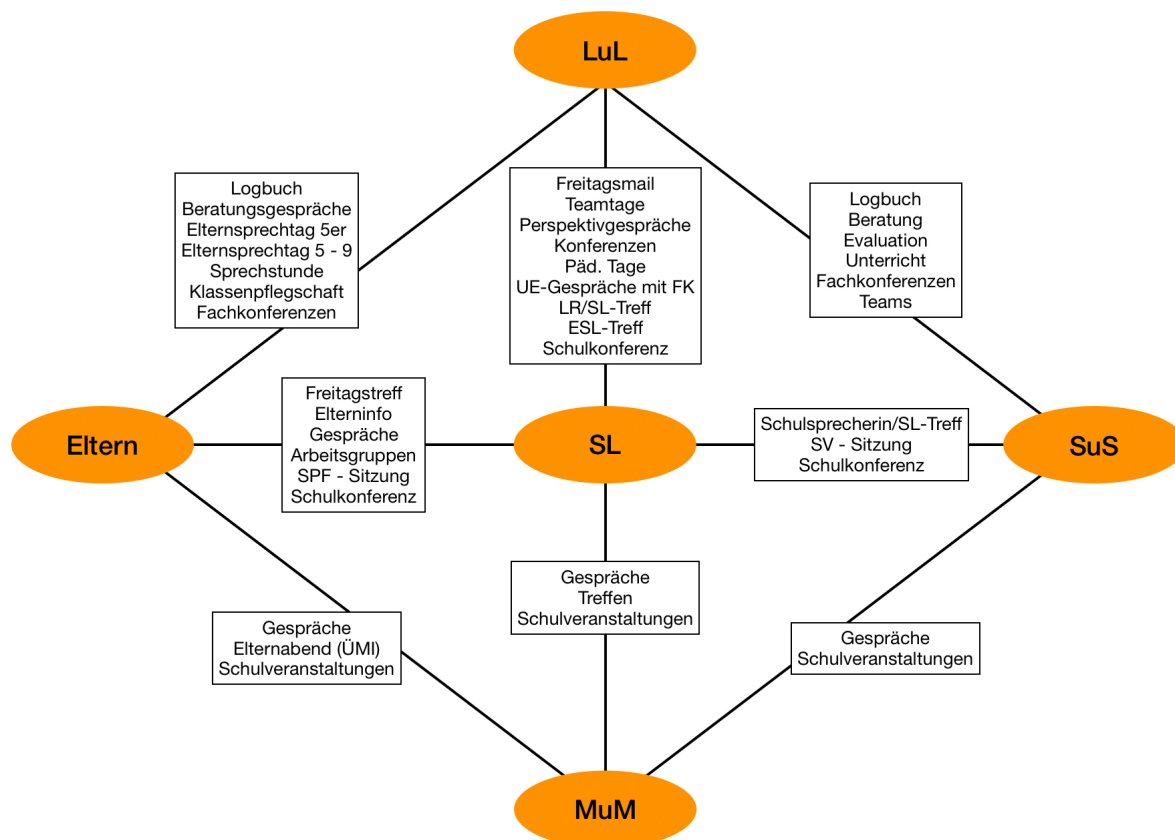 LuL
Logbuch
Beratungsgespräche
Elternsprechtag 5er
Elternsprechtag 5 - 9
Sprechstunde
Klassenpflegschaft
Fachkonferenzen
Freitagsmail
Teamtage
Perspektivgespräche
Konferenzen
Päd. Tage
UE-Gespräche mit FK
LR/SL-Treff
ESL-Treff
Schulkonferenz
Logbuch
Beratung
Evaluation
Unterricht
Fachkonferenzen
Teams
Eltern
Freitagstreff
Elterninfo
Gespräche
Arbeitsgruppen
SPF - Sitzung
Schulkonferenz
SL
Schulsprecherin/SL-Treff
SV - Sitzung
Schulkonferenz
SuS
Gespräche
Elternabend (ÜMI)
Schulveranstaltungen
Gespräche
Treffen
Schulveranstaltungen
Gespräche
Schulveranstaltungen
MuM